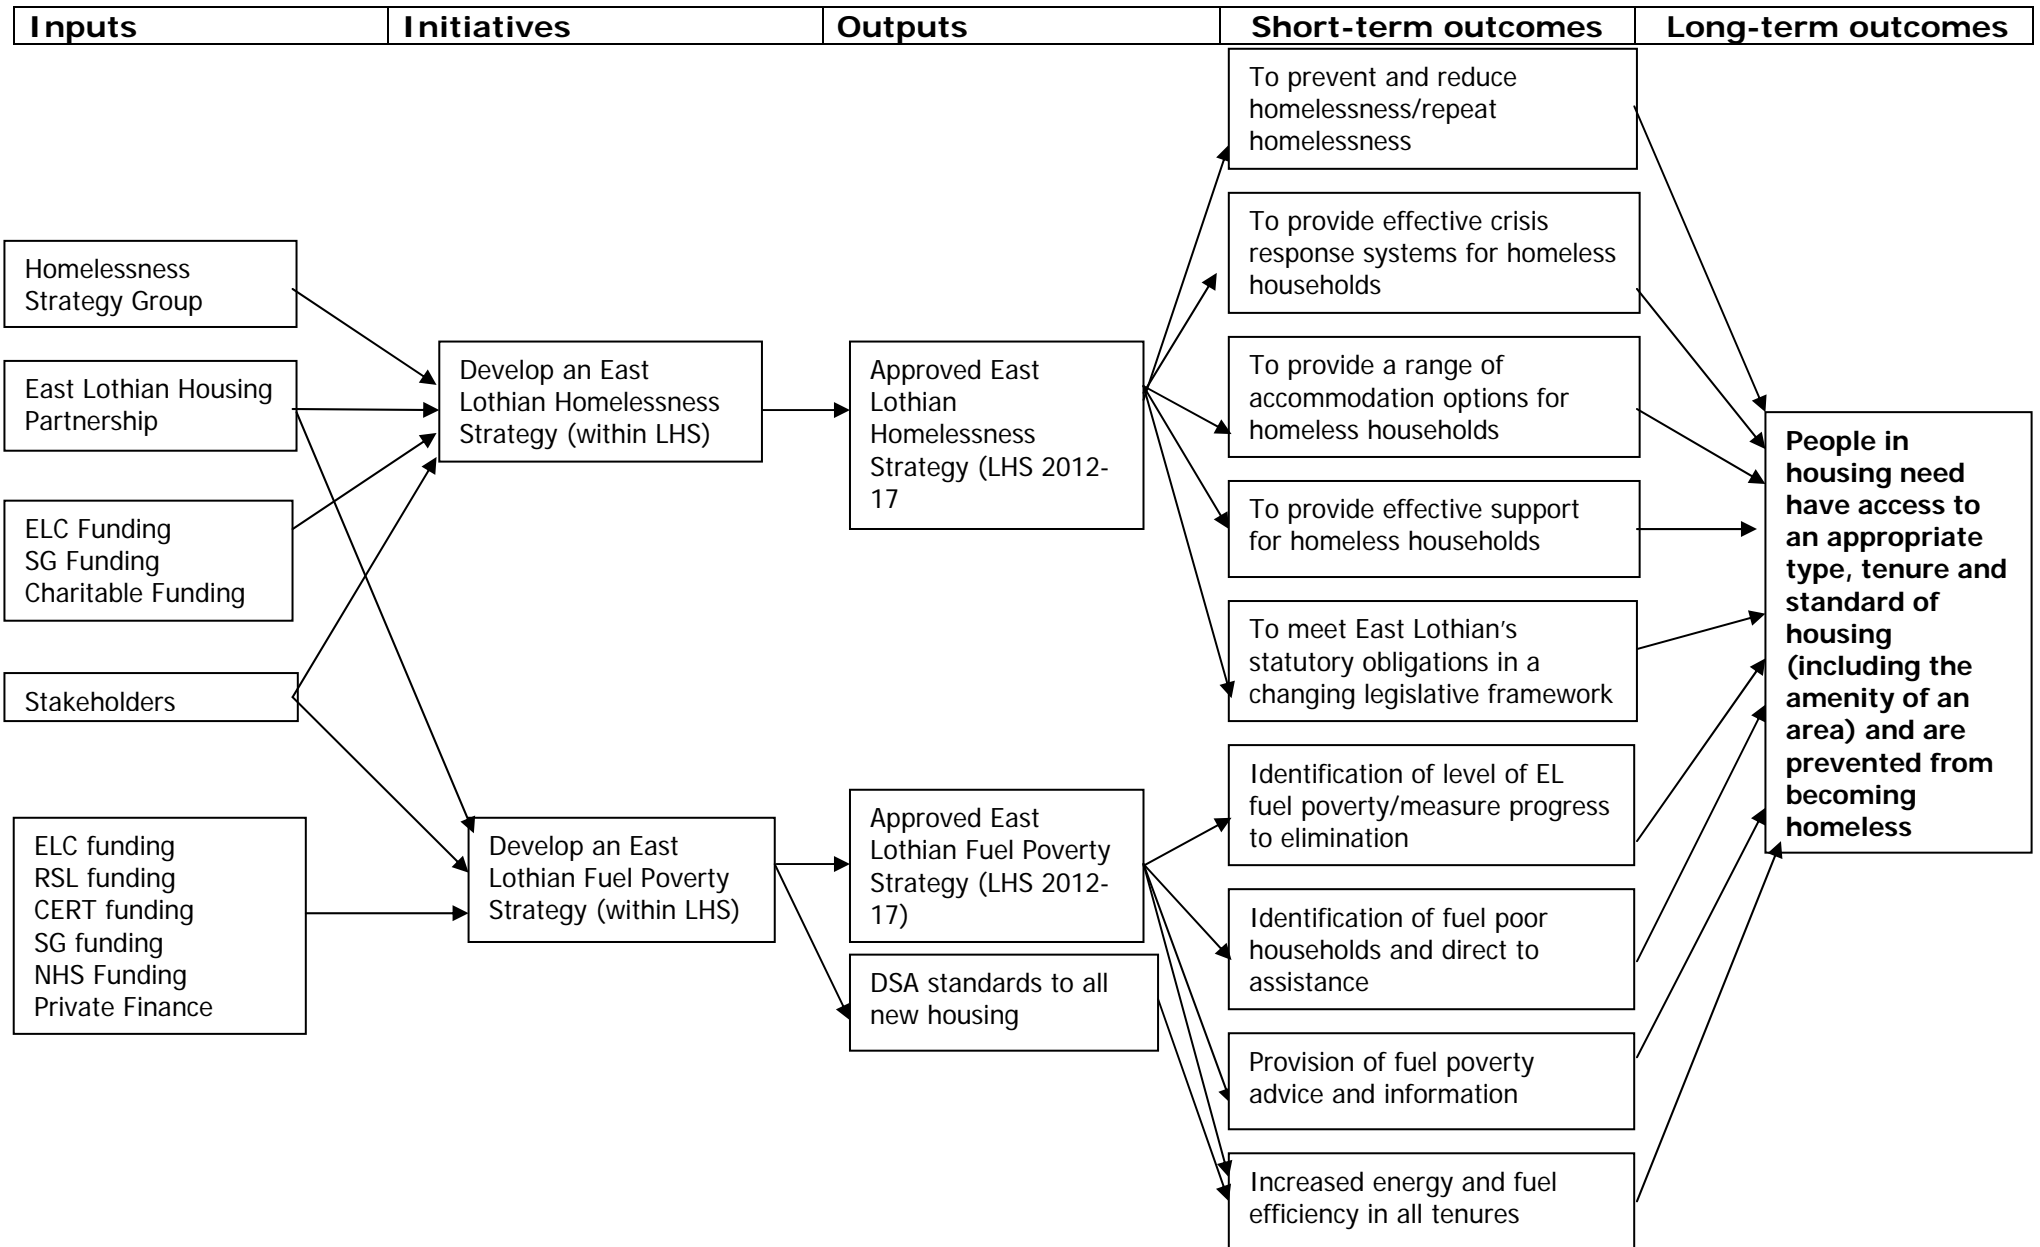 Inputs
Initiatives
Outputs
Short-term outcomes
Long-term outcomes
Homelessness
Strategy Group
East Lothian Housing
Partnership
ELC Funding
SG Funding
Charitable Funding
Stakeholders
ELC funding
RSL funding
CERT funding
SG funding
NHS Funding
Private Finance
Develop an East
Lothian Homelessness
Strategy (within LHS)
Develop an East
Lothian Fuel Poverty
Strategy (within LHS)
Approved East
Lothian
Homelessness
Strategy (LHS 2012-
17
Approved East
Lothian Fuel Poverty
Strategy (LHS 2012-
17)
DSA standards to all
new housing
To prevent and reduce
homelessness/repeat
homelessness
To provide effective crisis
response systems for homeless
households
To provide a range of
accommodation options for
homeless households
To provide effective support
for homeless households
To meet East Lothian’s
statutory obligations in a
changing legislative framework
Identification of level of EL
fuel poverty/measure progress
to elimination
Identification of fuel poor
households and direct to
assistance
Provision of fuel poverty
advice and information
Increased energy and fuel
efficiency in all tenures
People in
housing need
have access to
an appropriate
type, tenure and
standard of
housing
(including the
amenity of an
area) and are
prevented from
becoming
homeless